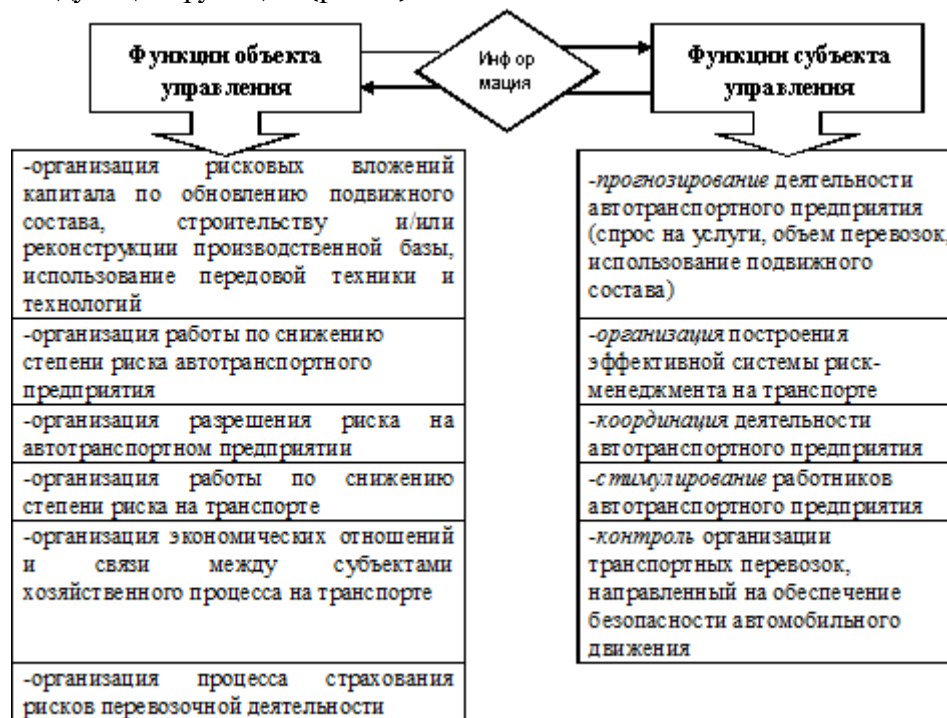 Функции объекта
управления
Инфор
мация
Функции субъекта
управления
-организация рисковых вложений
капитала по обновлению подвижного
состава, строительству и/или
реконструкции производственной базы,
использование передовой техники и
технологий
-организация работы по снижению
степени риска автотранспортного
предприятия
-организация разрешения риска на
автотранспортном предприятии
-организация работы по снижению
степени риска на транспорте
-организация экономических отношений
и связи между субъектами
хозяйственного процесса на транспорте
-организация процесса страхования
рисков перевозочной деятельности
-прогнозирование деятельности
автотранспортного предприятия
(спрос на услуги, объем перевозок,
использование подвижного
состава)
-организация построения
эффективной системы риск-
менеджмента на транспорте
-координация деятельности
автотранспортного предприятия
-стимулирование работников
автотранспортного предприятия
-контроль организации
транспортных перевозок,
направленный на обеспечение
безопасности автомобильного
движения